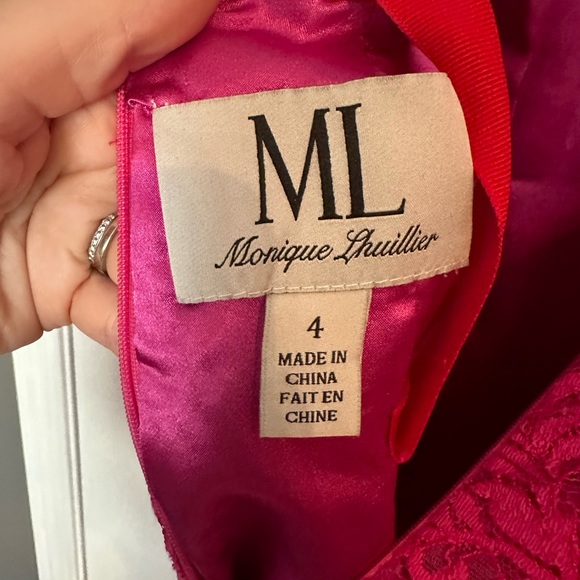 ML
Monique Lhuillier
4
MADE IN
CHINA
FAIT EN
CHINE